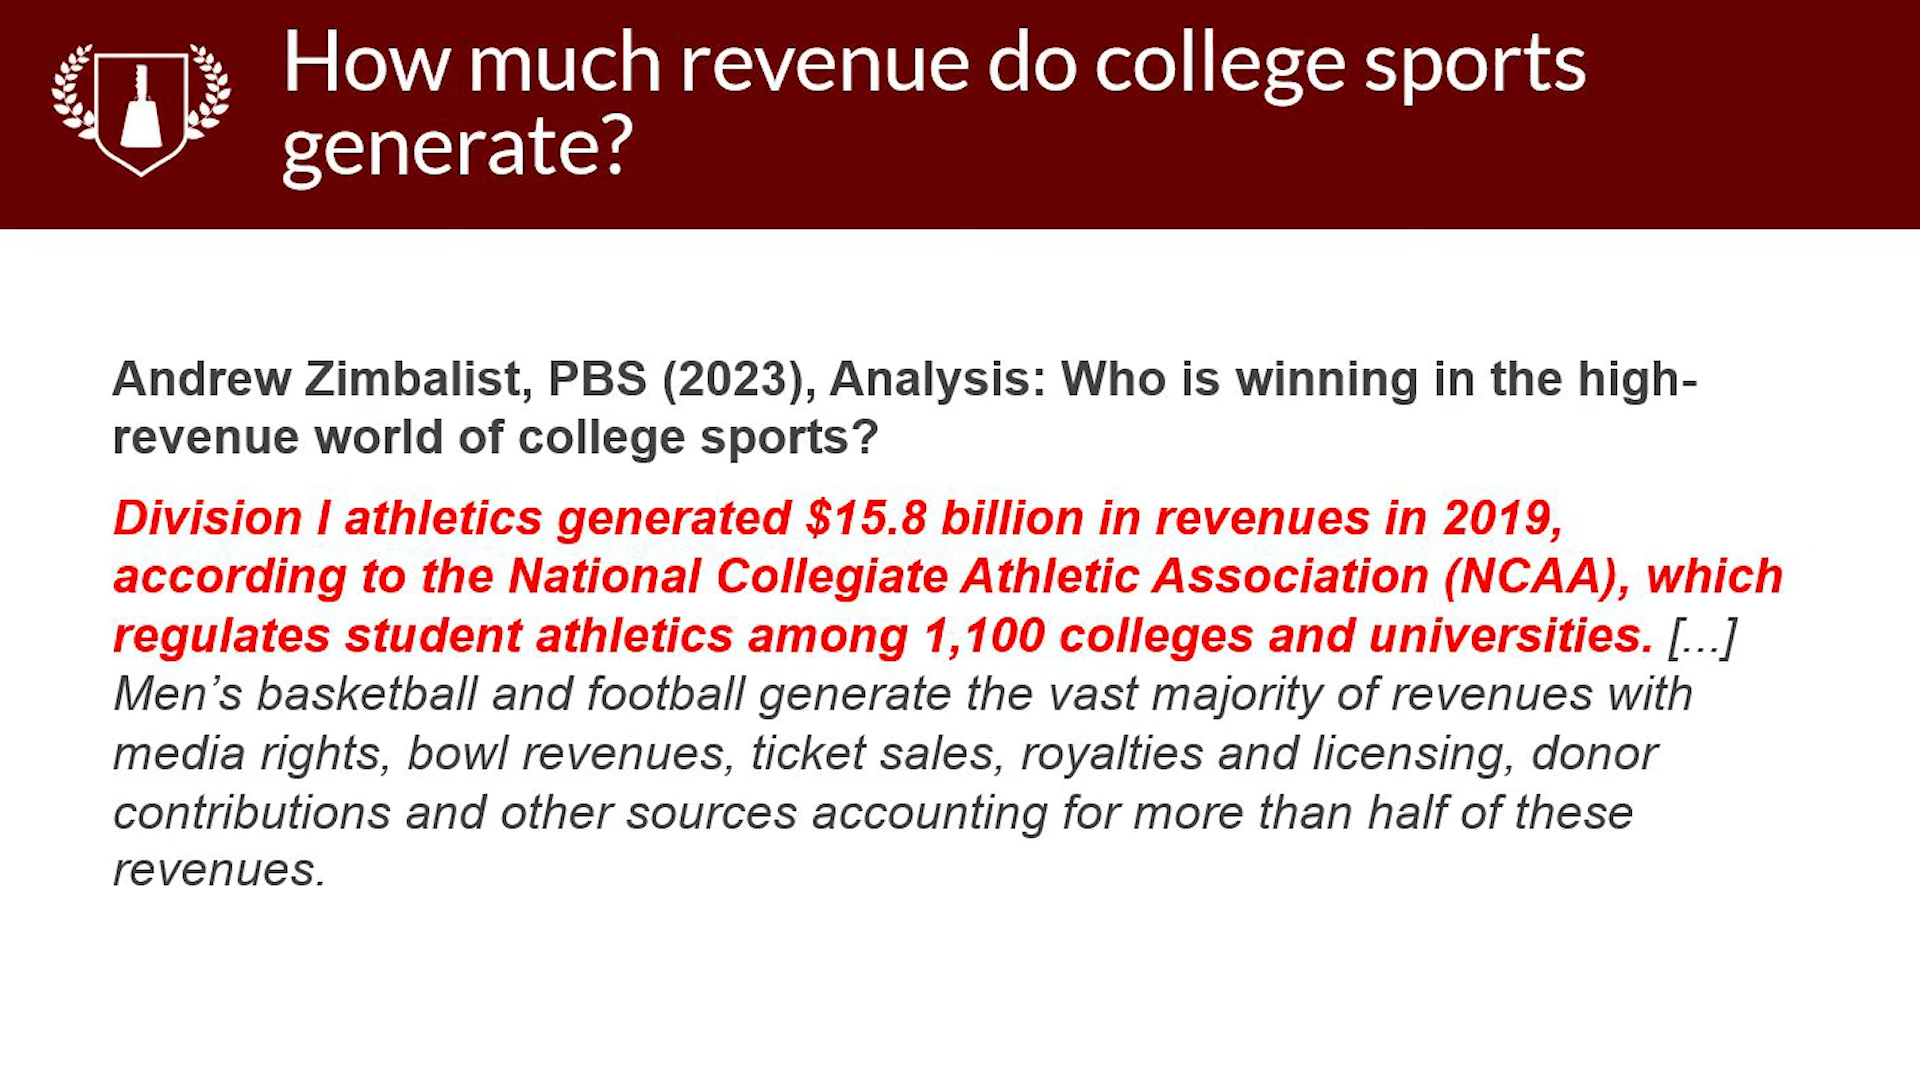 How much revenue do college sports
generate?
Andrew Zimbalist, PBS (2023), Analysis: Who is winning in the high-
revenue world of college sports?
Division I athletics generated $15.8 billion in revenues in 2019,
according to the National Collegiate Athletic Association (NCAA), which
regulates student athletics among 1,100 colleges and universities. [...]
Men’s basketball and football generate the vast majority of revenues with
media rights, bowl revenues, ticket sales, royalties and licensing, donor
contributions and other sources accounting for more than half of these
revenues.